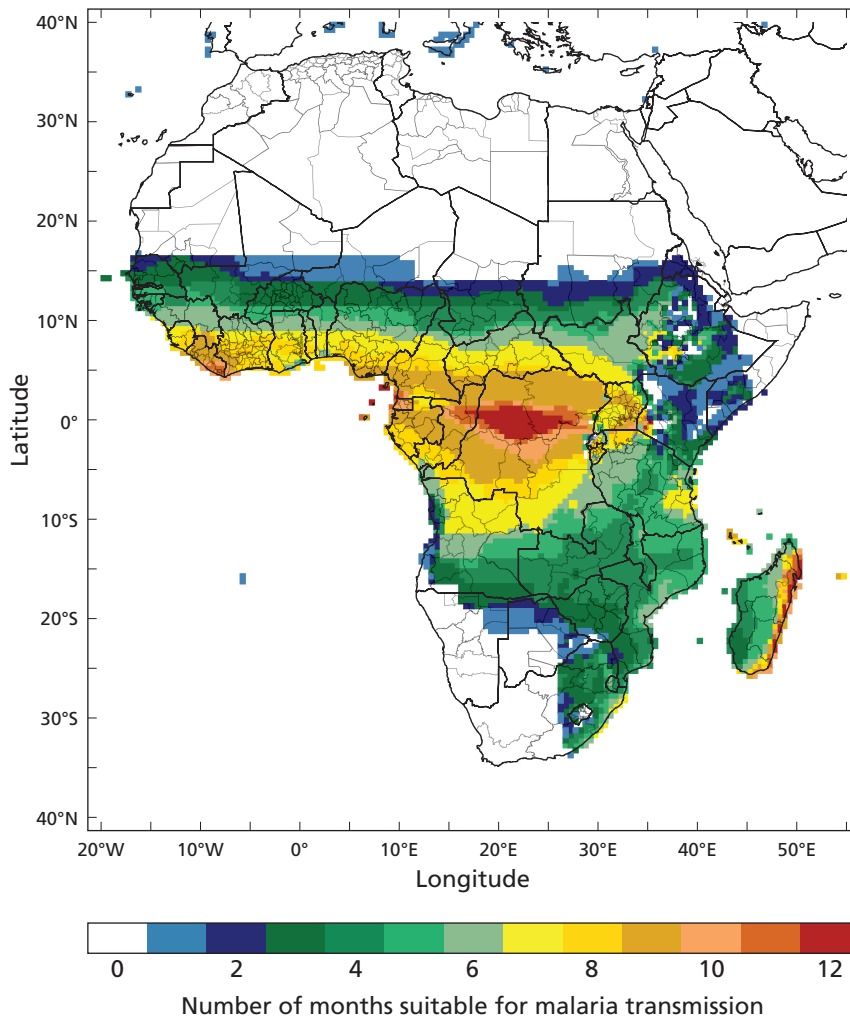 40°N
30°N
20°N
10°N
0°
10°S
20°S
30°S
40°N
Latitude
20°W 10°W 0° 10°E 20°E 30°E 40°E 50°E
Longitude
0 2 4 6 8 10 12
Number of months suitable for malaria transmission